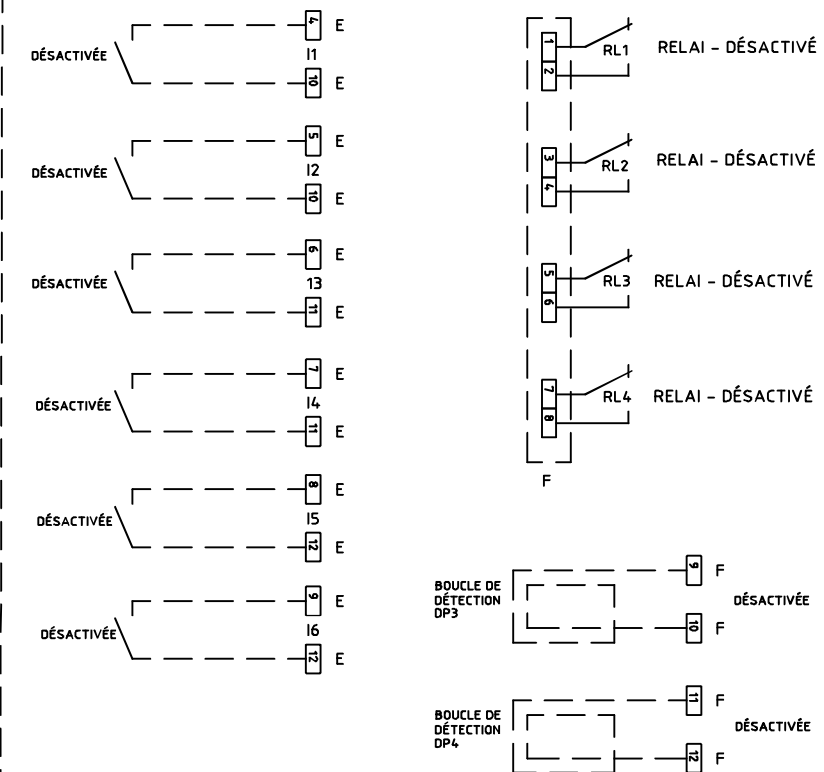 4 E
DÉSACTIVÉE I1
10 E
5 E
DÉSACTIVÉE I2
10 E
6 E
DÉSACTIVÉE 13
11 E
7 E
DÉSACTIVÉE I4
11 E
8 E
DÉSACTIVÉE I5
12 E
9 E
DÉSACTIVÉE I6
12 E
1
RL1 RELAI - DÉSACTIVÉ
2
3
RL2 RELAI - DÉSACTIVÉ
4
5
RL3 RELAI - DÉSACTIVÉ
6
7
RL4 RELAI - DÉSACTIVÉ
8
F
BOUCLE DE
DÉTECTION
DP3
9 F
DÉSACTIVÉE
10 F
BOUCLE DE
DÉTECTION
DP4
11 F
DÉSACTIVÉE
12 F